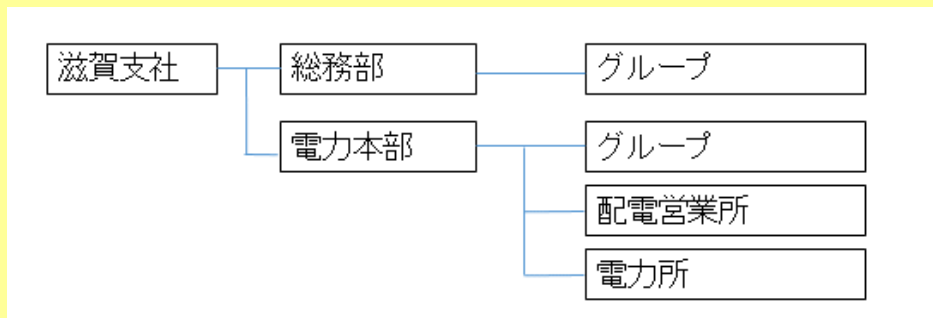 滋賀支社
総務部
グループ
電力本部
グループ
配電営業所
電力所